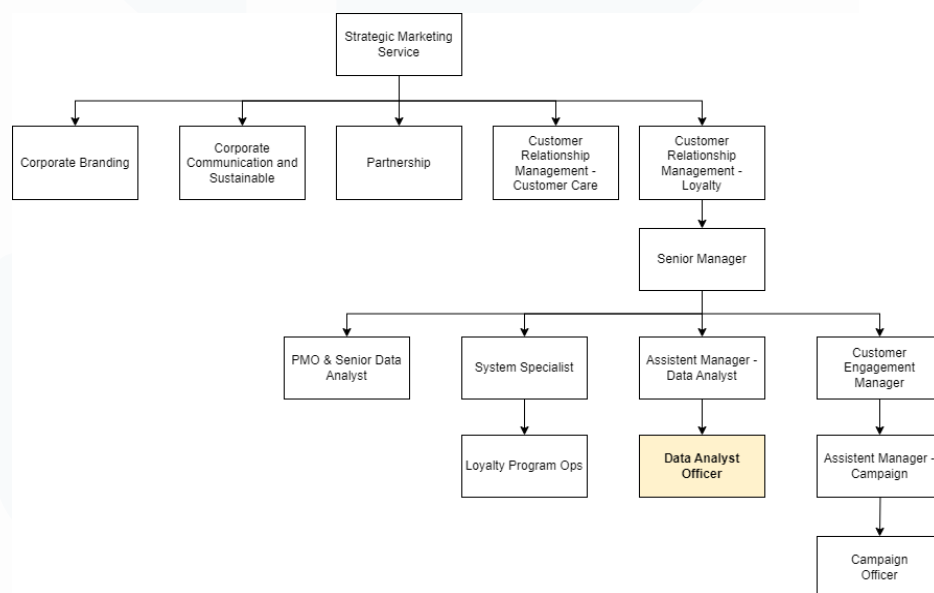 Strategic Marketing
Service
Corporate Branding
Corporate
Communication and
Sustainable
Partnership
Customer
Relationship
Management -
Customer Care
Customer
Relationship
Management -
Loyalty
Senior Manager
PMO & Senior Data
Analyst
System Specialist
Assistent Manager -
Data Analyst
Customer
Engagement
Manager
Loyalty Program Ops
Data Analyst
Officer
Assistent Manager -
Campaign
Campaign
Officer